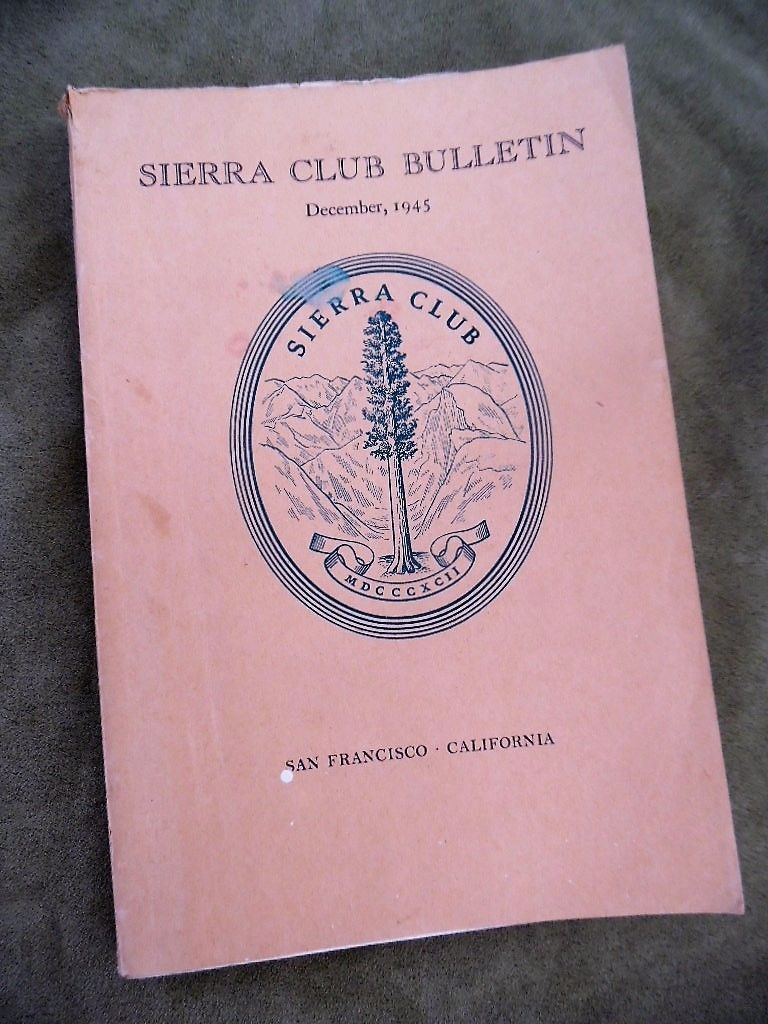 SIERRA CLUB BULLETIN
December, 1945
SIERRA CLUB
MDCCCXCII
SAN FRANCISCO · CALIFORNIA